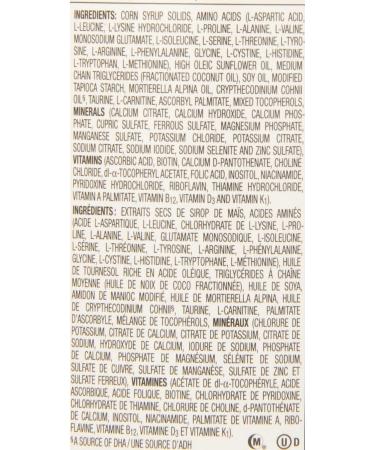 INGREDIENTS: CORN SYRUP SOLIDS, AMINO ACIDS (L-ASPARTIC ACID,
L-LEUCINE, L-LYSINE HYDROCHLORIDE, L-PROLINE, L-ALANINE, L-VALINE,
MONOSODIUM GLUTAMATE, L-ISOLEUCINE, L-SERINE, L-THREONINE, L-TYRO-
SINE, L-ARGININE, L-PHENYLALANINE, GLYCINE, L-CYSTINE, L-HISTIDINE,
L-TRYPTOPHAN, L-METHIONINE), HIGH OLEIC SUNFLOWER OIL, MEDIUM
CHAIN TRIGLYCERIDES (FRACTIONATED COCONUT OIL), SOY OIL, MODIFIED
TAPIOCA STARCH, MORTIERELLA ALPINA OIL, CRYPTHECODINIUM COHNII
OIL§, TAURINE, L-CARNITINE, ASCORBYL PALMITATE, MIXED TOCOPHEROLS,
MINERALS (CALCIUM CITRATE, CALCIUM HYDROXIDE, CALCIUM PHOS-
PHATE, CUPRIC SULFATE, FERROUS SULFATE, MAGNESIUM PHOSPHATE,
MANGANESE SULFATE, POTASSIUM CHLORIDE, POTASSIUM CITRATE,
SODIUM CITRATE, SODIUM IODIDE, SODIUM SELENITE AND ZINC SULFATE),
VITAMINS (ASCORBIC ACID, BIOTIN, CALCIUM D-PANTOTHENATE, CHOLINE
CHLORIDE, dl-α-TOCOPHERYL ACETATE, FOLIC ACID, INOSITOL, NIACINAMIDE,
PYRIDOXINE HYDROCHLORIDE, RIBOFLAVIN, THIAMINE HYDROCHLORIDE,
VITAMIN A PALMITATE, VITAMIN B12, VITAMIN D3 AND VITAMIN K1).
INGRÉDIENTS: EXTRAITS SECS DE SIROP DE MAÏS, ACIDES AMINÉS
(ACIDE L-ASPARTIQUE, L-LEUCINE, CHLORHYDRATE DE L-LYSINE, L-PRO-
LINE, L-ALANINE, L-VALINE, GLUTAMATE MONOSODIQUE, L-ISOLEUCINE,
L-SÉRINE, L-THRÉONINE, L-TYROSINE, L-ARGININE, L-PHÉNYLALANINE,
GLYCINE, L-CYSTINE, L-HISTIDINE, L-TRYPTOPHANE, L-MÉTHIONINE), HUILE
DE TOURNESOL RICHE EN ACIDE OLÉIQUE, TRIGLYCÉRIDES À CHAÎNE
MOYENNE (HUILE DE NOIX DE COCO FRACTIONNÉE), HUILE DE SOYA,
AMIDON DE MANIOC MODIFIÉ, HUILE DE MORTIERELLA ALPINA, HUILE
DE CRYPTHECODINIUM COHNII§, TAURINE, L-CARNITINE, PALMITATE
D'ASCORBYLE, MÉLANGE DE TOCOPHÉROLS, MINÉRAUX (CHLORURE DE
POTASSIUM, CITRATE DE CALCIUM, CITRATE DE POTASSIUM, CITRATE DE
SODIUM, HYDROXYDE DE CALCIUM, IODURE DE SODIUM, PHOSPHATE
DE CALCIUM, PHOSPHATE DE MAGNÉSIUM, SÉLÉNITE DE SODIUM,
SULFATE DE CUIVRE, SULFATE DE MANGANÈSE, SULFATE DE ZINC ET
SULFATE FERREUX), VITAMINES (ACÉTATE DE dl-α-TOCOPHÉRYLE, ACIDE
ASCORBIQUE, ACIDE FOLIQUE, BIOTINE, CHLORHYDRATE DE PYRIDOXINE,
CHLORHYDRATE DE THIAMINE, CHLORURE DE CHOLINE, d-PANTOTHÉNATE
DE CALCIUM, INOSITOL, NIACINAMIDE, PALMITATE DE VITAMINE A, RIBO-
FLAVINE, VITAMINE B12, VITAMINE D3 ET VITAMINE K1).
§A SOURCE OF DHA / UNE SOURCE D'ADH
M U D